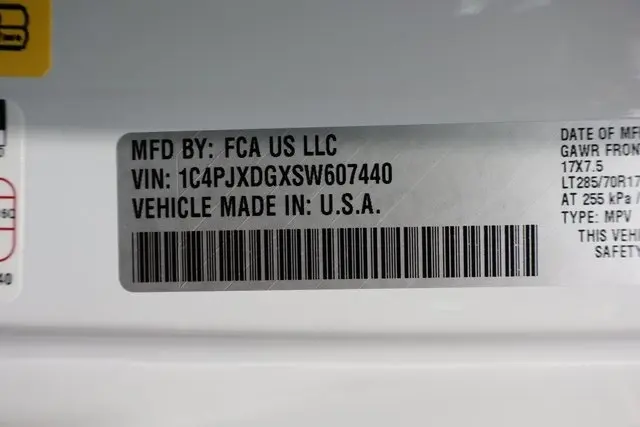 MFD BY: FCA US LLC
VIN: 1C4PJXDGXSW607440
VEHICLE MADE IN: U.S.A.
DATE OF MF
GAWR FRON
17X7.5
LT285/70R17
AT 255 kPa /
TYPE: MPV
THIS VEHI
SAFETY